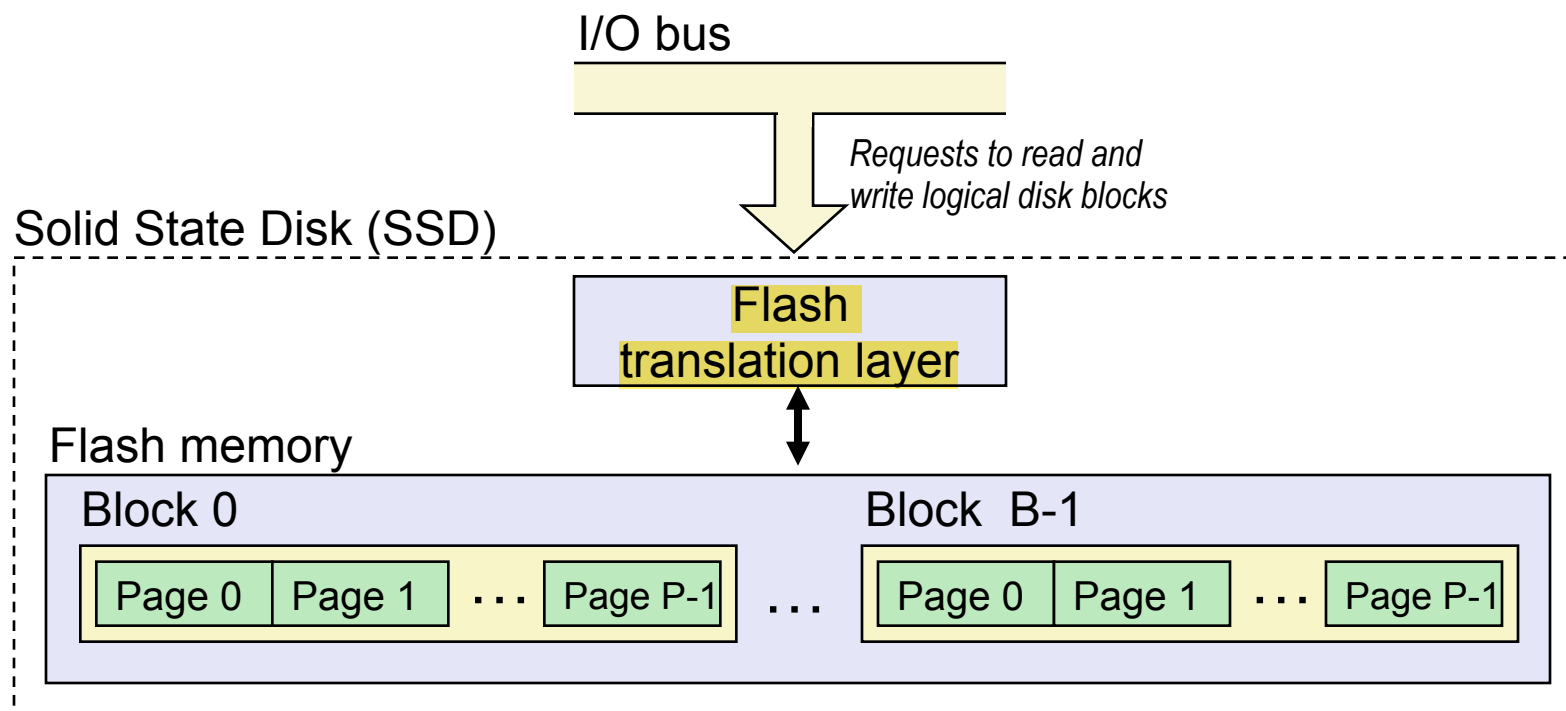 I/O bus
Requests to read and
write logical disk blocks
Solid State Disk (SSD)
Flash
translation layer
Flash memory
Block 0
Block B-1
Page 0 Page 1 ... Page P-1 ... Page 0 Page 1 ... Page P-1